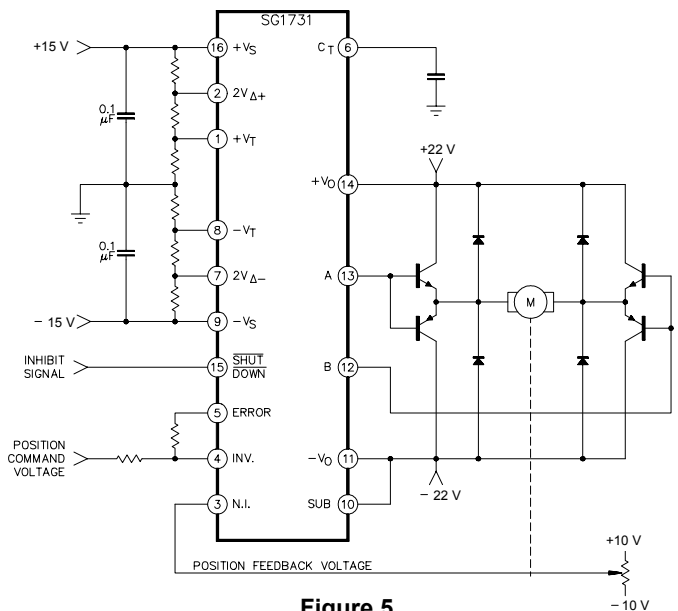 SG1731
+15 V
16 +VS
CT 6
2 2VΔ+
0.1
μF
1 +VT
+22 V
+VO 14
8 −VT
0.1
μF
7 2VΔ−
A 13
M
− 15 V
9 −VS
INHIBIT
SIGNAL
15 SHUT
DOWN
B 12
5 ERROR
POSITION
COMMAND
VOLTAGE
4 INV.
−VO 11
− 22 V
3 N.I.
SUB 10
+10 V
POSITION FEEDBACK VOLTAGE
− 10 V
Figure 5